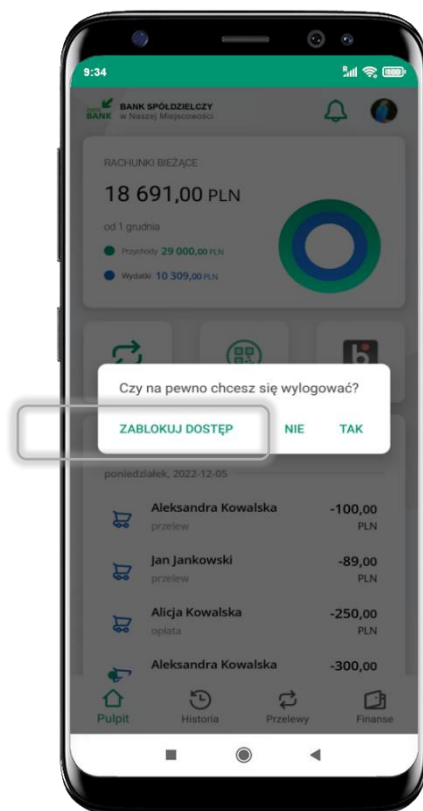 9:34
BANK
BANK SPÓŁDZIELCZY
w Naszej Miejscowości
RACHUNKI BIEŻĄCE
18 691,00 PLN
od 1 grudnia
Przychody 29 000,00 PLN
Wydatki 10 309,00 PLN
Czy na pewno chcesz się wylogować?
ZABLOKUJ DOSTĘP NIE TAK
poniedziałek, 2022-12-05
Aleksandra Kowalska -100,00
przelew PLN
Jan Jankowski -89,00
przelew PLN
Alicja Kowalska -250,00
opłata PLN
Aleksandra Kowalska -300,00
Pulpit Historia Przelewy Finanse